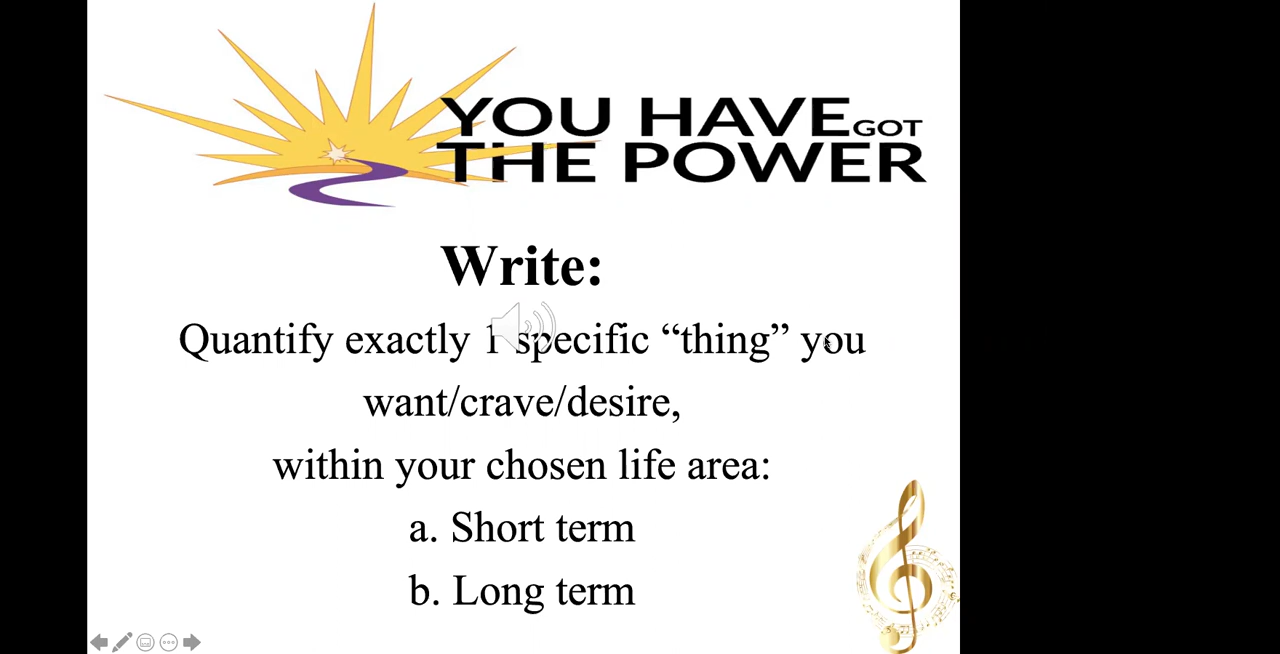 YOU HAVE GOT
THE POWER
Write:
Quantify exactly 1 specific “thing” you
want/crave/desire,
within your chosen life area:
a. Short term
b. Long term